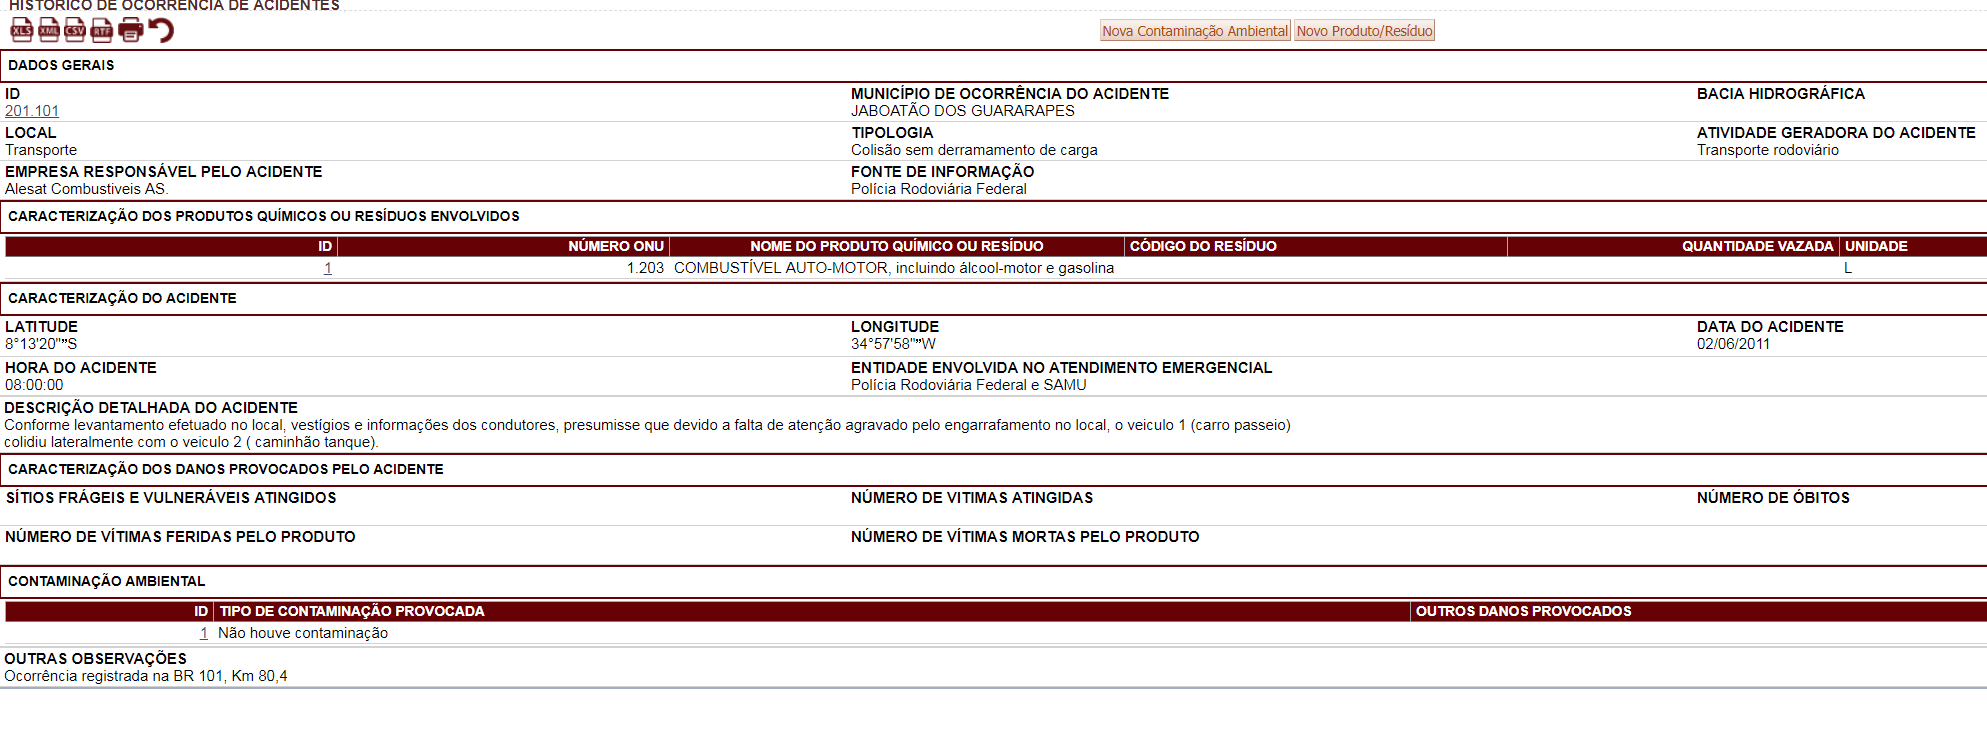 HISTÓRICO DE OCORRÊNCIA DE ACIDENTES
XLS XML CSV RTF
Nova Contaminação Ambiental Novo Produto/Resíduo
DADOS GERAIS
ID MUNICÍPIO DE OCORRÊNCIA DO ACIDENTE BACIA HIDROGRÁFICA
201.101 JABOATÃO DOS GUARARAPES
LOCAL TIPOLOGIA ATIVIDADE GERADORA DO ACIDENTE
Transporte Colisão sem derramamento de carga Transporte rodoviário
EMPRESA RESPONSÁVEL PELO ACIDENTE FONTE DE INFORMAÇÃO
Alesat Combustiveis AS. Polícia Rodoviária Federal
CARACTERIZAÇÃO DOS PRODUTOS QUÍMICOS OU RESÍDUOS ENVOLVIDOS
ID NÚMERO ONU NOME DO PRODUTO QUÍMICO OU RESÍDUO CÓDIGO DO RESÍDUO QUANTIDADE VAZADA UNIDADE
1 1.203 COMBUSTÍVEL AUTO-MOTOR, incluindo álcool-motor e gasolina L
CARACTERIZAÇÃO DO ACIDENTE
LATITUDE LONGITUDE DATA DO ACIDENTE
8°13'20"”S 34°57'58"”W 02/06/2011
HORA DO ACIDENTE ENTIDADE ENVOLVIDA NO ATENDIMENTO EMERGENCIAL
08:00:00 Polícia Rodoviária Federal e SAMU
DESCRIÇÃO DETALHADA DO ACIDENTE
Conforme levantamento efetuado no local, vestígios e informações dos condutores, presumisse que devido a falta de atenção agravado pelo engarrafamento no local, o veiculo 1 (carro passeio)
colidiu lateralmente com o veiculo 2 ( caminhão tanque).
CARACTERIZAÇÃO DOS DANOS PROVOCADOS PELO ACIDENTE
SÍTIOS FRÁGEIS E VULNERÁVEIS ATINGIDOS NÚMERO DE VITIMAS ATINGIDAS NÚMERO DE ÓBITOS
NÚMERO DE VÍTIMAS FERIDAS PELO PRODUTO NÚMERO DE VÍTIMAS MORTAS PELO PRODUTO
CONTAMINAÇÃO AMBIENTAL
ID TIPO DE CONTAMINAÇÃO PROVOCADA OUTROS DANOS PROVOCADOS
1 Não houve contaminação
OUTRAS OBSERVAÇÕES
Ocorrência registrada na BR 101, Km 80,4